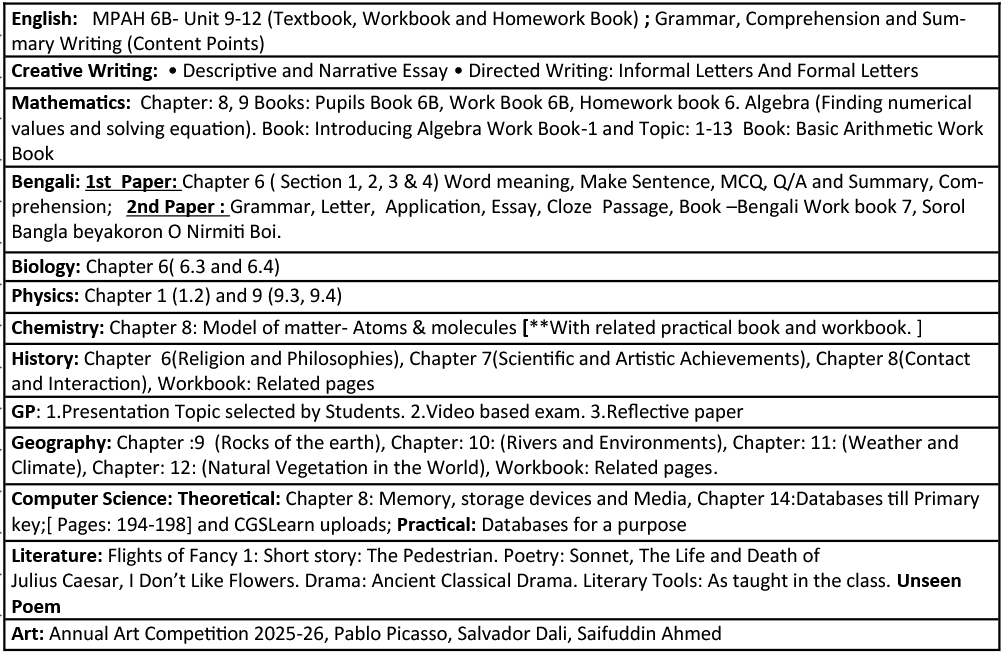 English: MPAH 6B- Unit 9-12 (Textbook, Workbook and Homework Book) ; Grammar, Comprehension and Sum-
mary Writing (Content Points)
Creative Writing: • Descriptive and Narrative Essay • Directed Writing: Informal Letters And Formal Letters
Mathematics: Chapter: 8, 9 Books: Pupils Book 6B, Work Book 6B, Homework book 6. Algebra (Finding numerical
values and solving equation). Book: Introducing Algebra Work Book-1 and Topic: 1-13 Book: Basic Arithmetic Work
Book
Bengali: 1st Paper: Chapter 6 ( Section 1, 2, 3 & 4) Word meaning, Make Sentence, MCQ, Q/A and Summary, Com-
prehension; 2nd Paper : Grammar, Letter, Application, Essay, Cloze Passage, Book –Bengali Work book 7, Sorol
Bangla beyakoron O Nirmiti Boi.
Biology: Chapter 6( 6.3 and 6.4)
Physics: Chapter 1 (1.2) and 9 (9.3, 9.4)
Chemistry: Chapter 8: Model of matter- Atoms & molecules [**With related practical book and workbook. ]
History: Chapter 6(Religion and Philosophies), Chapter 7(Scientific and Artistic Achievements), Chapter 8(Contact
and Interaction), Workbook: Related pages
GP: 1.Presentation Topic selected by Students. 2.Video based exam. 3.Reflective paper
Geography: Chapter :9 (Rocks of the earth), Chapter: 10: (Rivers and Environments), Chapter: 11: (Weather and
Climate), Chapter: 12: (Natural Vegetation in the World), Workbook: Related pages.
Computer Science: Theoretical: Chapter 8: Memory, storage devices and Media, Chapter 14:Databases till Primary
key;[ Pages: 194-198] and CGSLearn uploads; Practical: Databases for a purpose
Literature: Flights of Fancy 1: Short story: The Pedestrian. Poetry: Sonnet, The Life and Death of
Julius Caesar, I Don’t Like Flowers. Drama: Ancient Classical Drama. Literary Tools: As taught in the class. Unseen
Poem
Art: Annual Art Competition 2025-26, Pablo Picasso, Salvador Dali, Saifuddin Ahmed